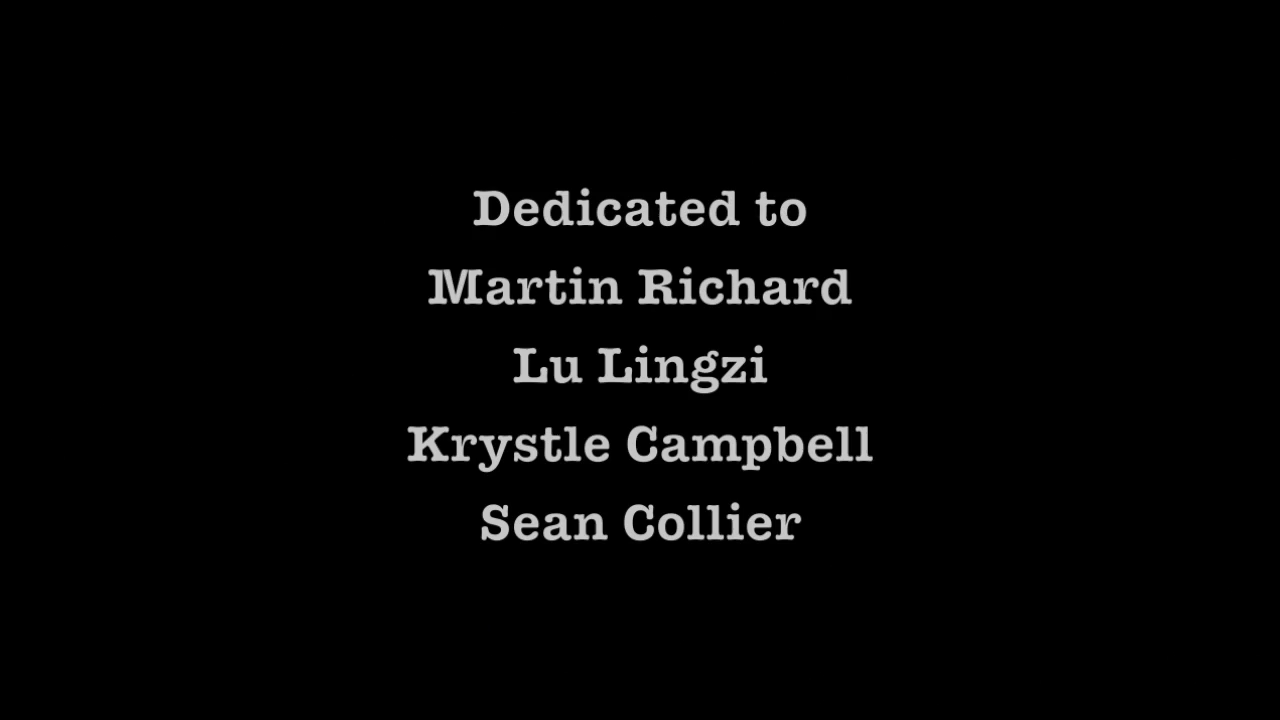 Dedicated to
Martin Richard
Lu Lingzi
Krystle Campbell
Sean Collier